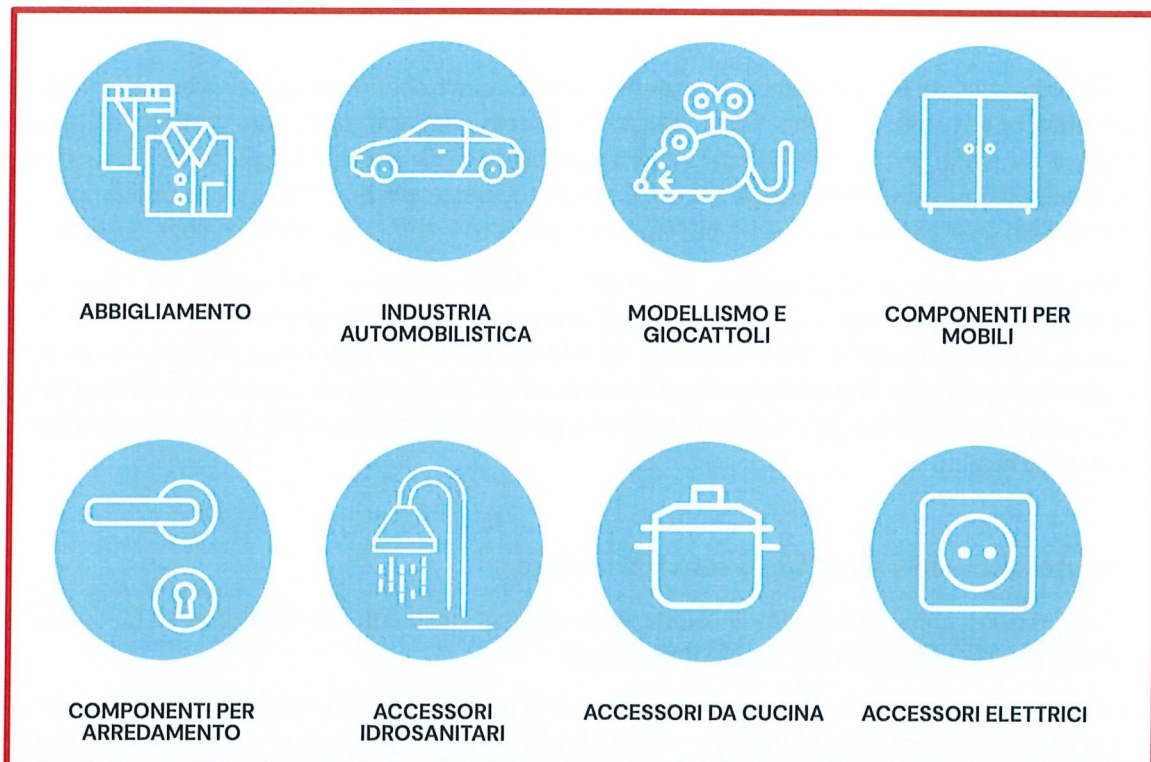 ABBIGLIAMENTO
INDUSTRIA
AUTOMOBILISTICA
MODELLISMO E
GIOCATTOLI
COMPONENTI PER
MOBILI
COMPONENTI PER
ARREDAMENTO
ACCESSORI
IDROSANITARI
ACCESSORI DA CUCINA
ACCESSORI ELETTRICI